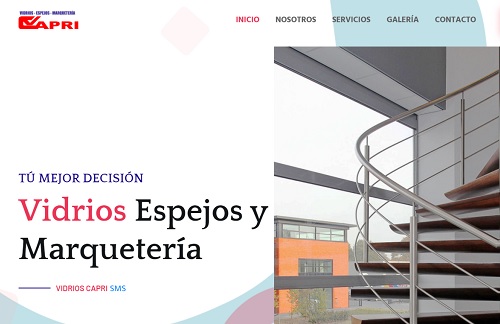 VIDRIOS - ESPEJOS - MARQUETERÍA
CAPRI
INICIO NOSOTROS SERVICIOS GALERÍA CONTACTO
TÚ MEJOR DECISIÓN
Vidrios Espejos y
Marquetería
VIDRIOS CAPRI SMS